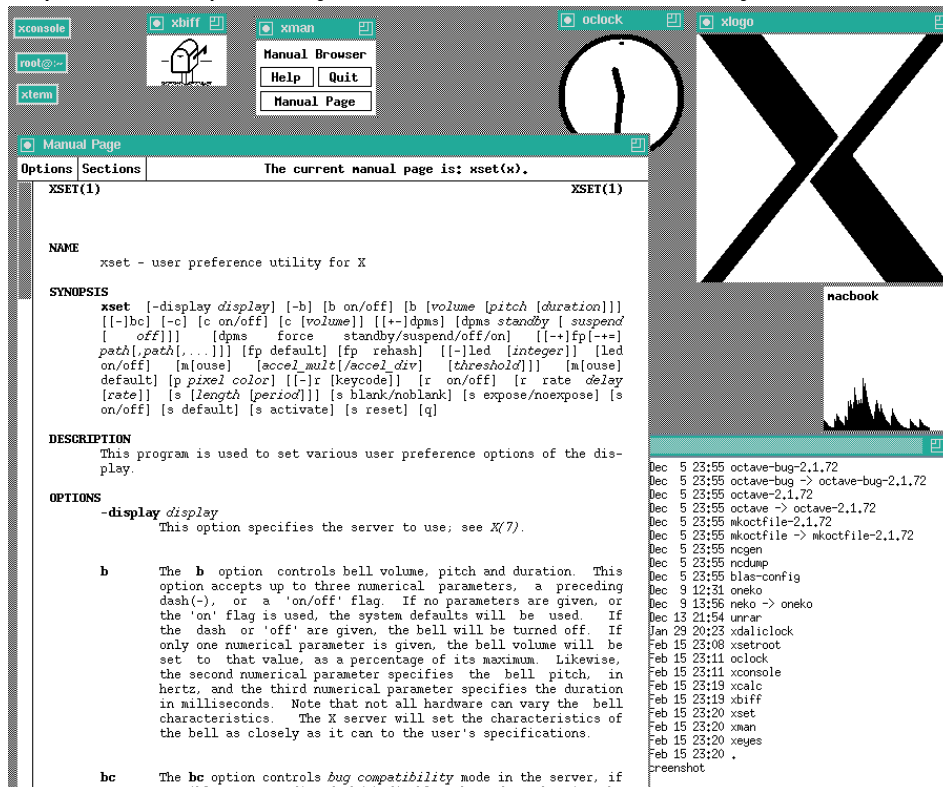 xconsole
root@:~
xterm
xbiff
xman
Manual Browser
Help Quit
Manual Page
oclock
xlogo
Manual Page
Options Sections The current manual page is: xset(x).
XSET(1) XSET(1)
NAME
xset - user preference utility for X
SYNOPSIS
xset [-display display] [-b] [b on/off] [b [volume [pitch [duration]]]
[[-]bc] [-c] [c on/off] [c [volume]] [[+-]dpms] [dpms standby [ suspend
[ off]]] [dpms force standby/suspend/off/on] [[-+]fp[-+=]
path[,path[,...]]] [fp default] [fp rehash] [[-]led [integer]] [led
on/off] [m[ouse] [accel_mult[/accel_div] [threshold]]] [m[ouse]
default] [p pixel color] [[-]r [keycode]] [r on/off] [r rate delay
[rate]] [s [length [period]]] [s blank/noblank] [s expose/noexpose] [s
on/off] [s default] [s activate] [s reset] [q]
DESCRIPTION
This program is used to set various user preference options of the dis-
play.
OPTIONS
-display display
This option specifies the server to use; see X(7).
b The b option controls bell volume, pitch and duration. This
option accepts up to three numerical parameters, a preceding
dash(-), or a 'on/off' flag. If no parameters are given, or
the 'on' flag is used, the system defaults will be used. If
the dash or 'off' are given, the bell will be turned off. If
only one numerical parameter is given, the bell volume will be
set to that value, as a percentage of its maximum. Likewise,
the second numerical parameter specifies the bell pitch, in
hertz, and the third numerical parameter specifies the duration
in milliseconds. Note that not all hardware can vary the bell
characteristics. The X server will set the characteristics of
the bell as closely as it can to the user's specifications.
bc The bc option controls bug compatibility mode in the server, if
macbook
Dec 5 23:55 octave-bug-2.1.72
Dec 5 23:55 octave-bug -> octave-bug-2.1.72
Dec 5 23:55 octave-2.1.72
Dec 5 23:55 octave -> octave-2.1.72
Dec 5 23:55 mkoctfile-2.1.72
Dec 5 23:55 mkoctfile -> mkoctfile-2.1.72
Dec 5 23:55 ncgen
Dec 5 23:55 ncdump
Dec 5 23:55 blas-config
Dec 9 12:31 oneko
Dec 9 13:56 neko -> oneko
Dec 13 21:54 unrar
Jan 29 20:23 xdaliclock
Feb 15 23:08 xsetroot
Feb 15 23:11 oclock
Feb 15 23:11 xconsole
Feb 15 23:19 xcalc
Feb 15 23:19 xbiff
Feb 15 23:20 xset
Feb 15 23:20 xman
Feb 15 23:20 xeyes
Feb 15 23:20 .
creenshot